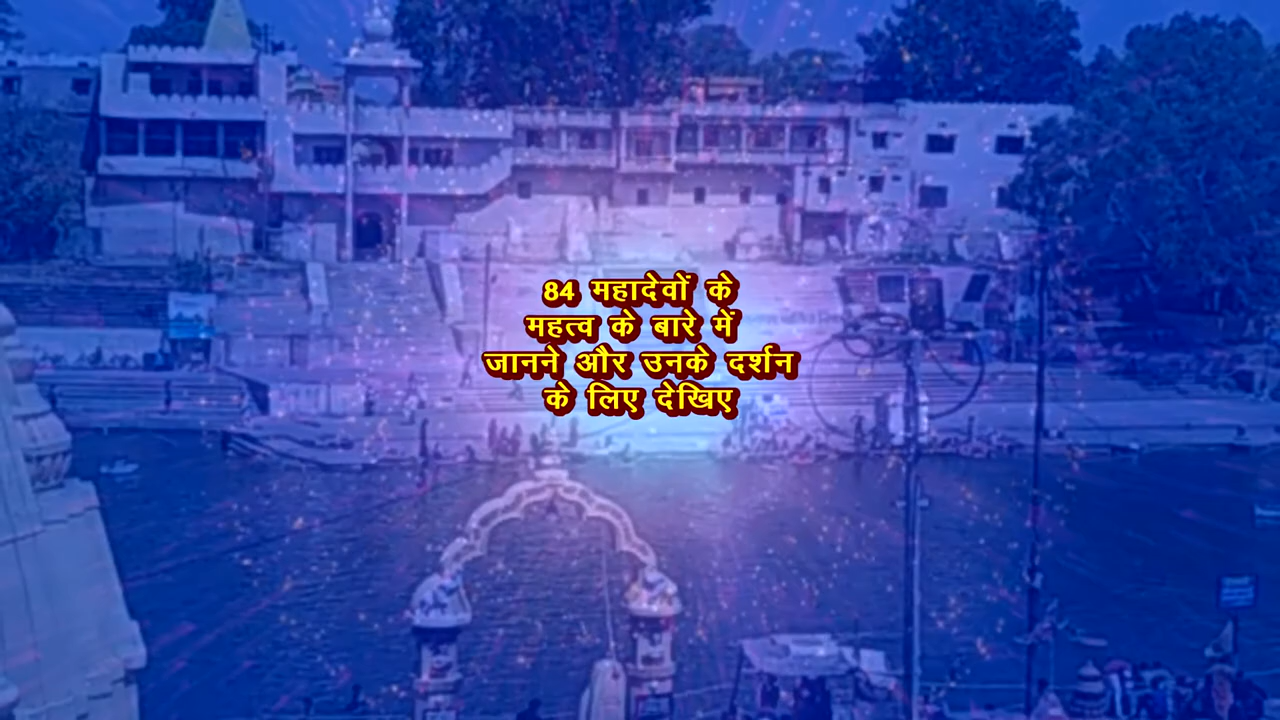 84 महादेवों के
महत्व के बारे में
जानने और उनके दर्शन
के लिए देखिए